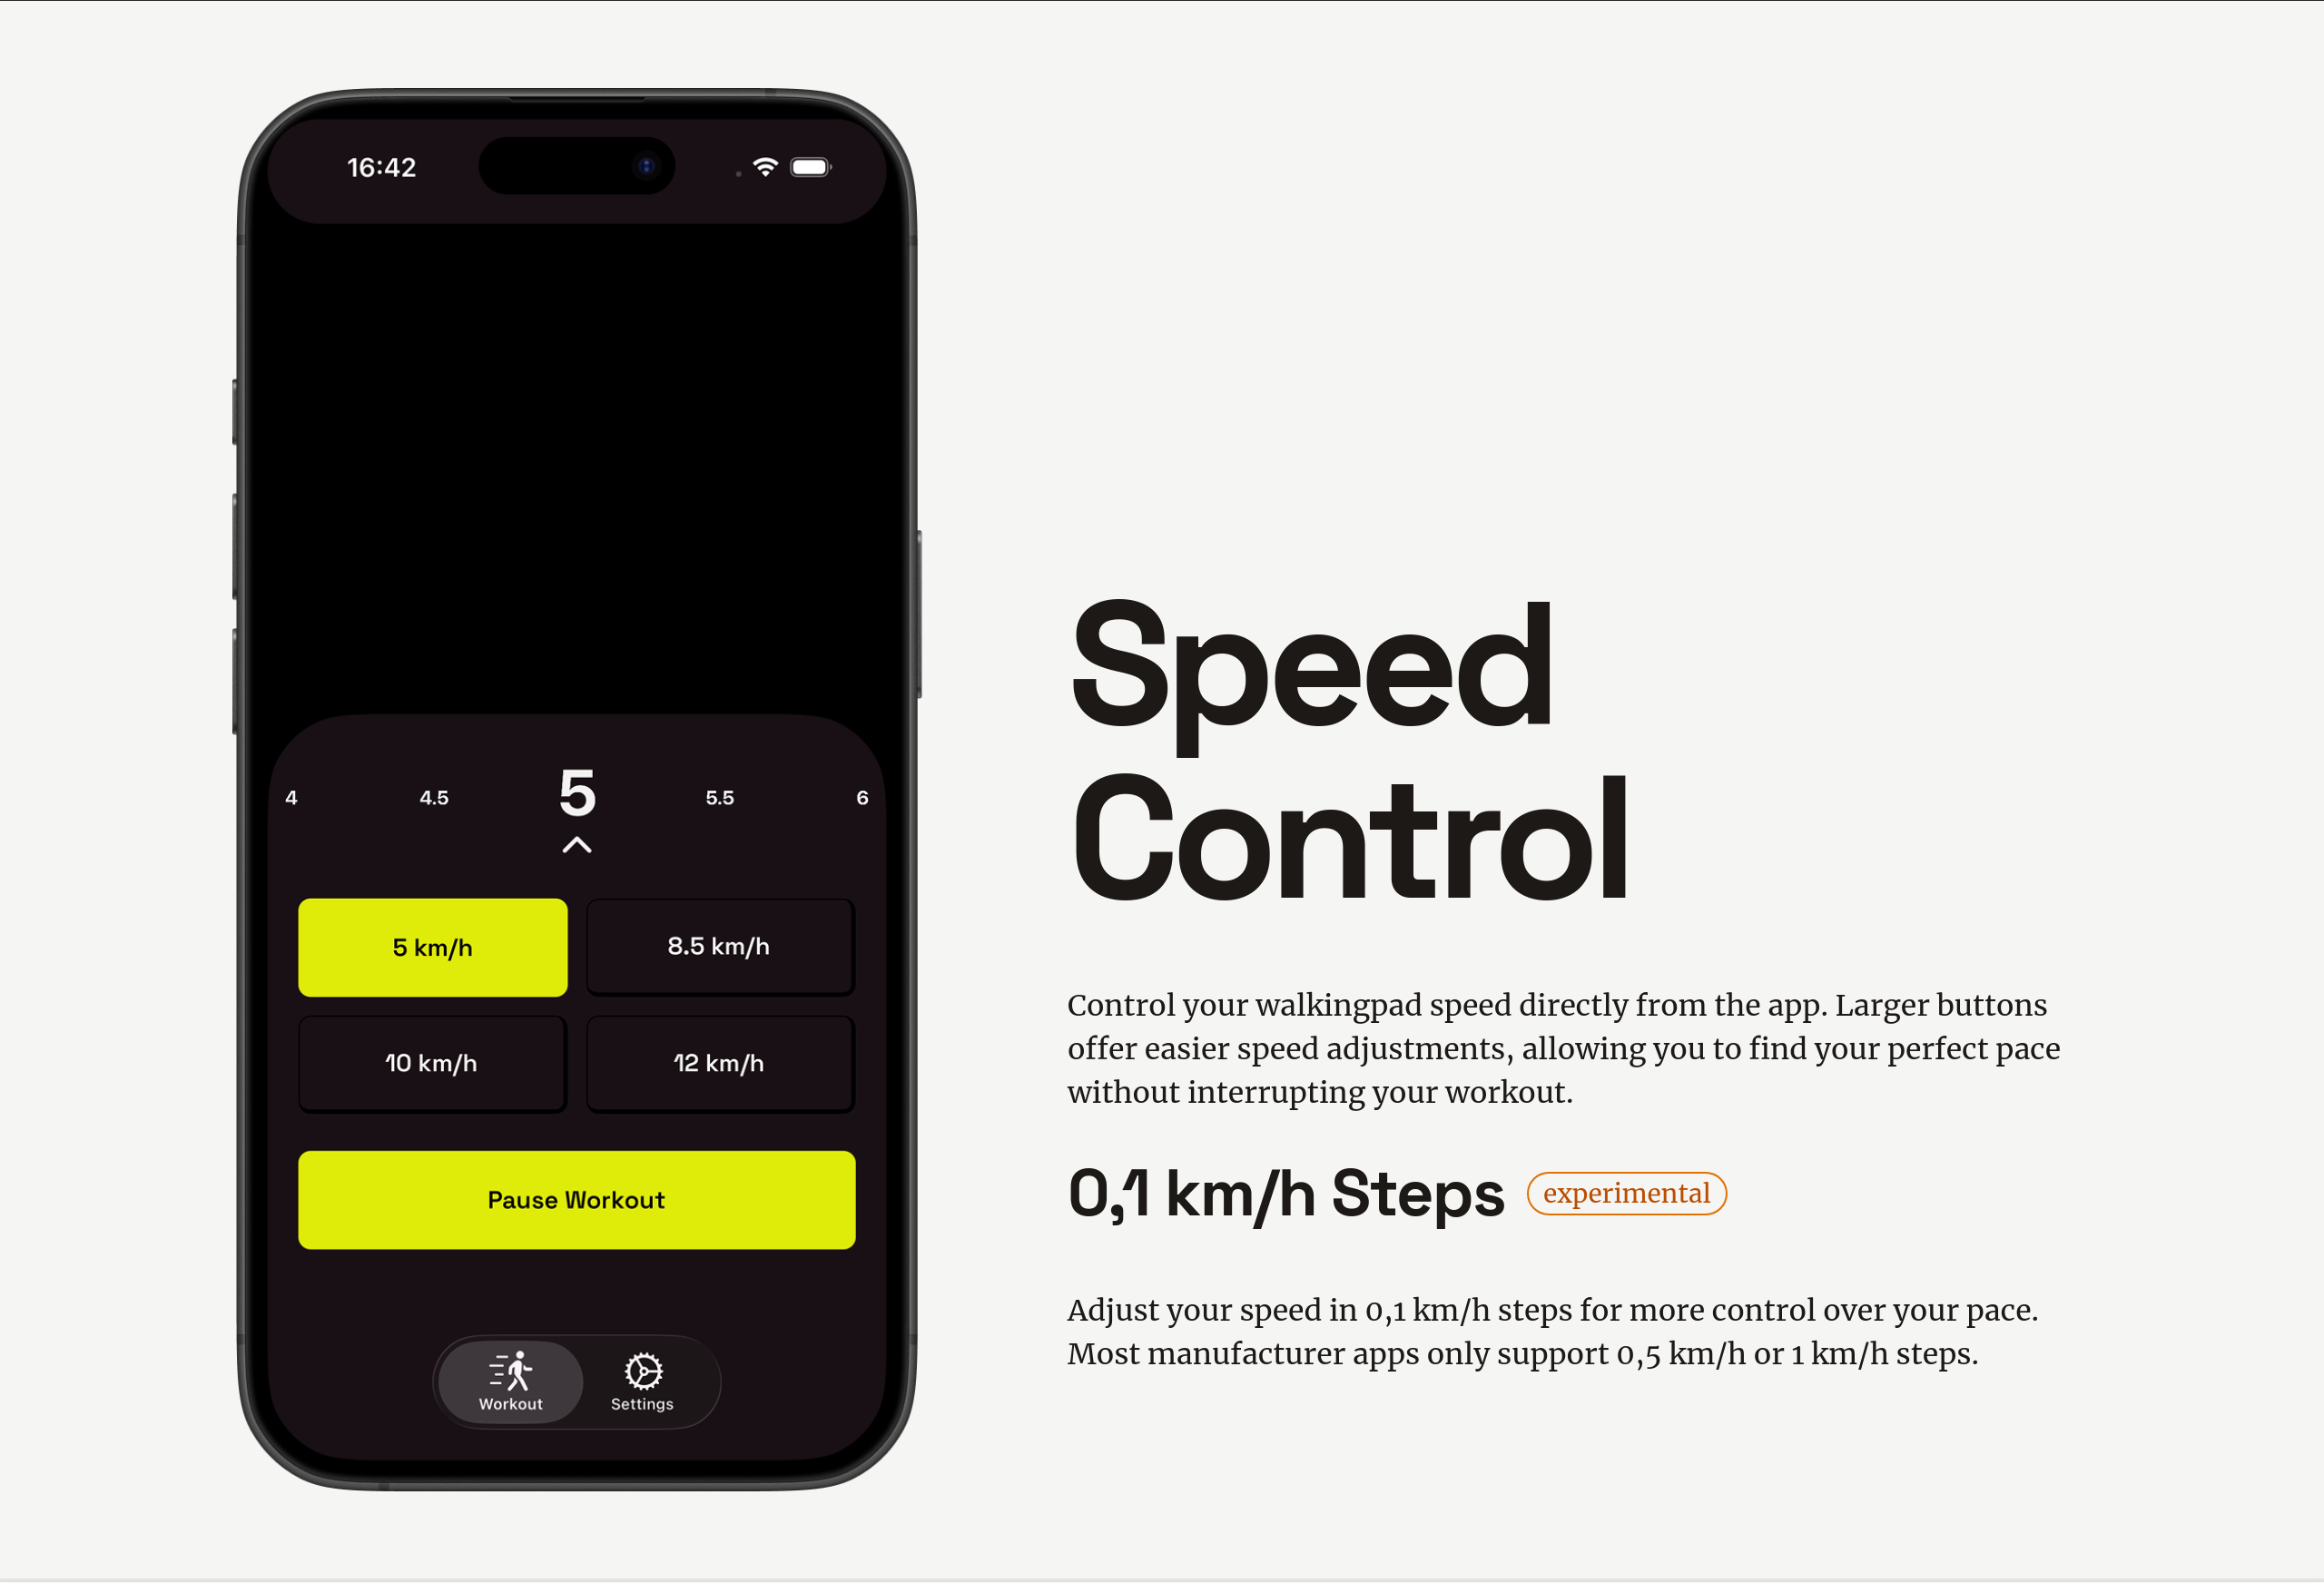 16:42
4 4.5 5 5.5 6
5 km/h 8.5 km/h
10 km/h 12 km/h
Pause Workout
Workout Settings
Speed
Control
Control your walkingpad speed directly from the app. Larger buttons
offer easier speed adjustments, allowing you to find your perfect pace
without interrupting your workout.
0,1 km/h Steps experimental
Adjust your speed in 0,1 km/h steps for more control over your pace.
Most manufacturer apps only support 0,5 km/h or 1 km/h steps.